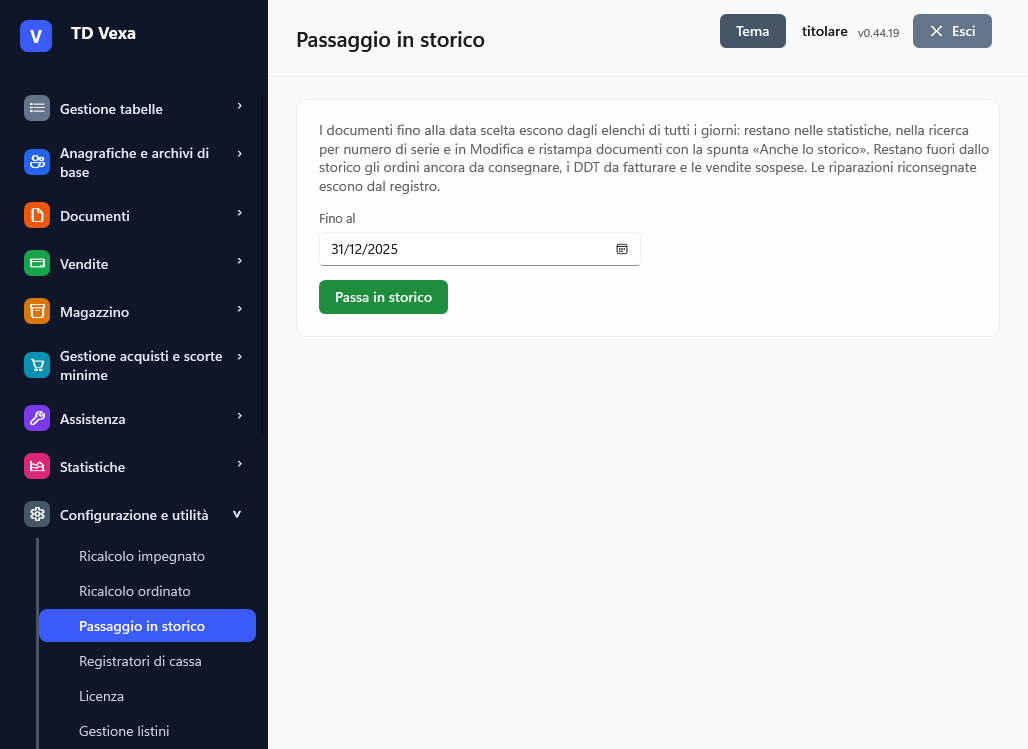 V
TD Vexa
Gestione tabelle
Anagrafiche e archivi di
base
Documenti
Vendite
Magazzino
Gestione acquisti e scorte
minime
Assistenza
Statistiche
Configurazione e utilità
Ricalcolo impegnato
Ricalcolo ordinato
Passaggio in storico
Registratori di cassa
Licenza
Gestione listini
Passaggio in storico
Tema
titolare v0.44.19
Esci
I documenti fino alla data scelta escono dagli elenchi di tutti i giorni: restano nelle statistiche, nella ricerca
per numero di serie e in Modifica e ristampa documenti con la spunta «Anche lo storico». Restano fuori dallo
storico gli ordini ancora da consegnare, i DDT da fatturare e le vendite sospese. Le riparazioni riconsegnate
escono dal registro.
Fino al
31/12/2025
Passa in storico